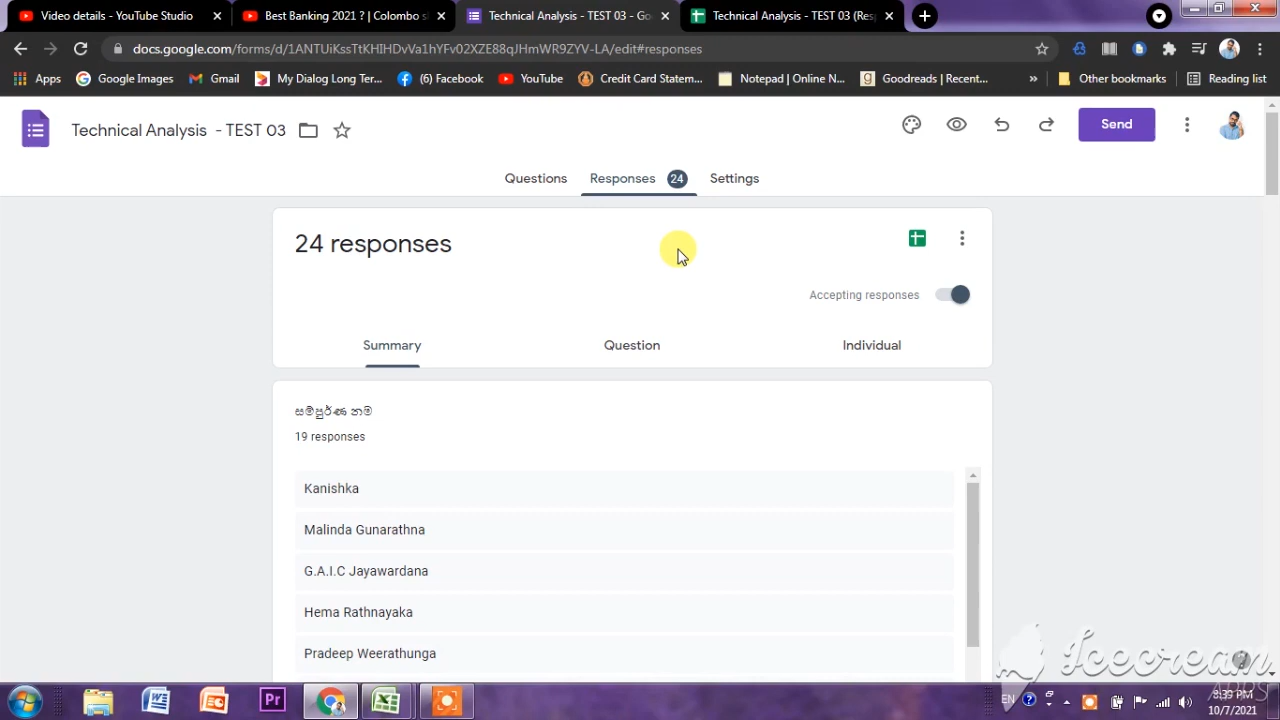 Video details - YouTube Studio
Best Banking 2021 ? | Colombo s
Technical Analysis - TEST 03 - Go
Technical Analysis - TEST 03 (Res
docs.google.com/forms/d/1ANTUiKssTtKHIHDvVa1hYFv02XZE88qJHmWR9ZYV-LA/edit#responses
Apps
Google Images
Gmail
My Dialog Long Ter...
(6) Facebook
YouTube
Credit Card Statem...
Notepad | Online N...
Goodreads | Recent...
Other bookmarks
Reading list
Technical Analysis - TEST 03
Send
Questions
Responses 24
Settings
24 responses
Accepting responses
Summary
Question
Individual
සම්පුර්ණ නම
19 responses
Kanishka
Malinda Gunarathna
G.A.I.C Jayawardana
Hema Rathnayaka
Pradeep Weerathunga
Icecream
APPS
EN
8:39 PM
10/7/2021